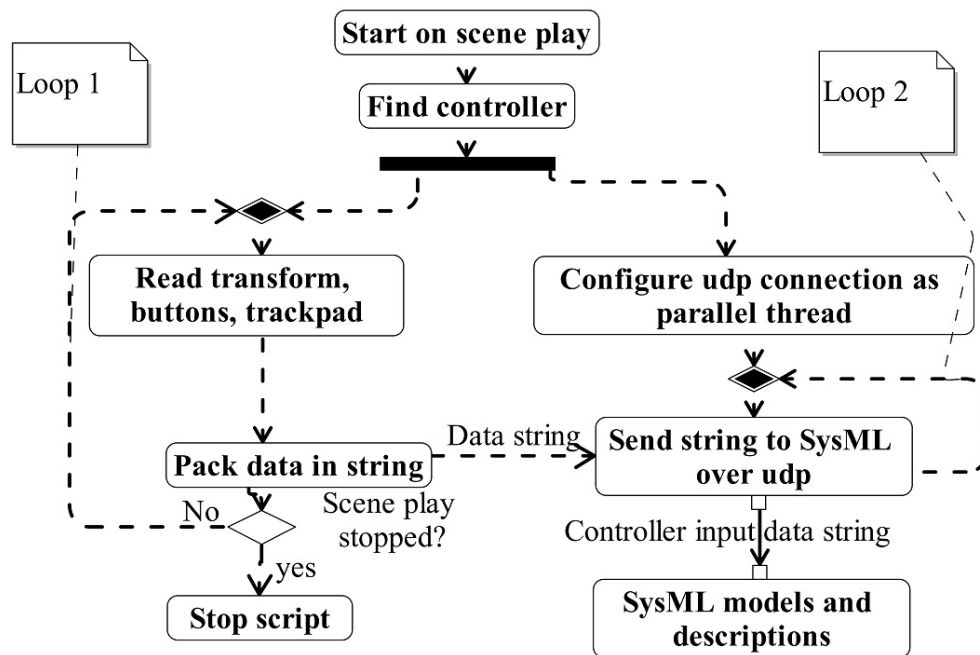 Start on scene play
Loop 1
Loop 2
Find controller
Read transform,
buttons, trackpad
Configure udp connection as
parallel thread
Data string
Pack data in string
Send string to SysML
over udp
No
Scene play
stopped?
Controller input data string
yes
Stop script
SysML models and
descriptions